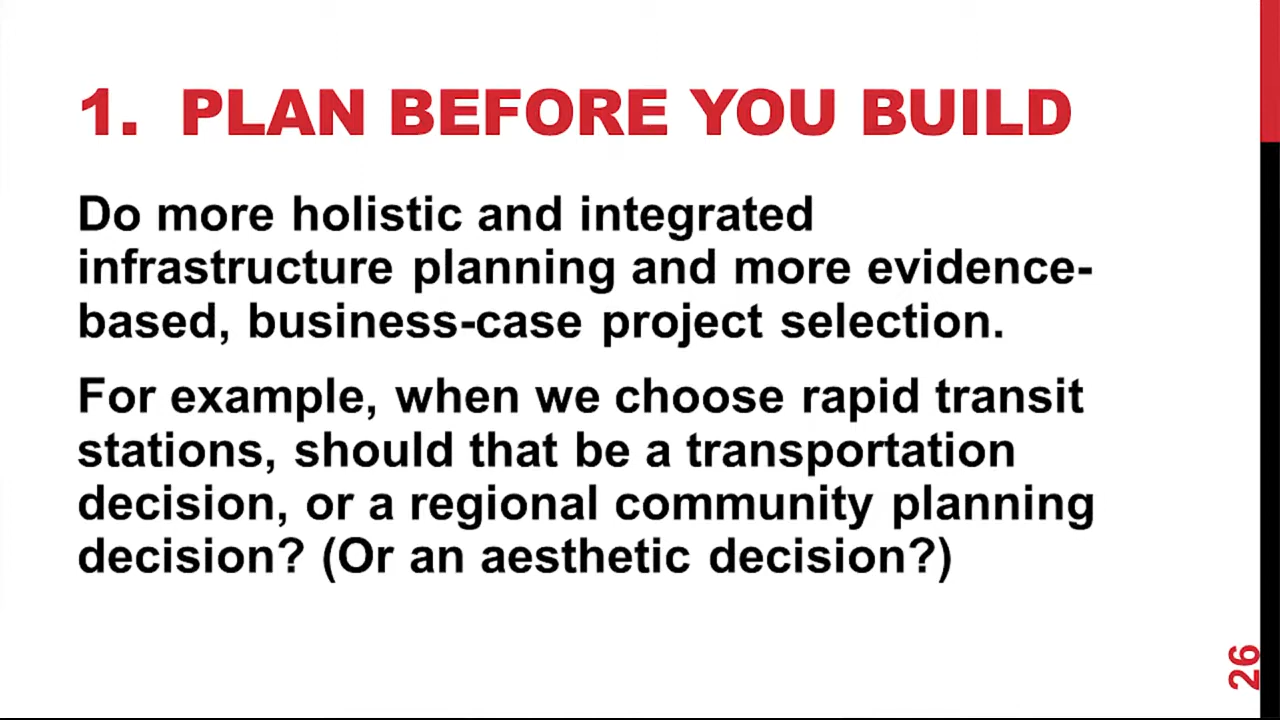 1. PLAN BEFORE YOU BUILD
Do more holistic and integrated
infrastructure planning and more evidence-
based, business-case project selection.
For example, when we choose rapid transit
stations, should that be a transportation
decision, or a regional community planning
decision? (Or an aesthetic decision?)
26